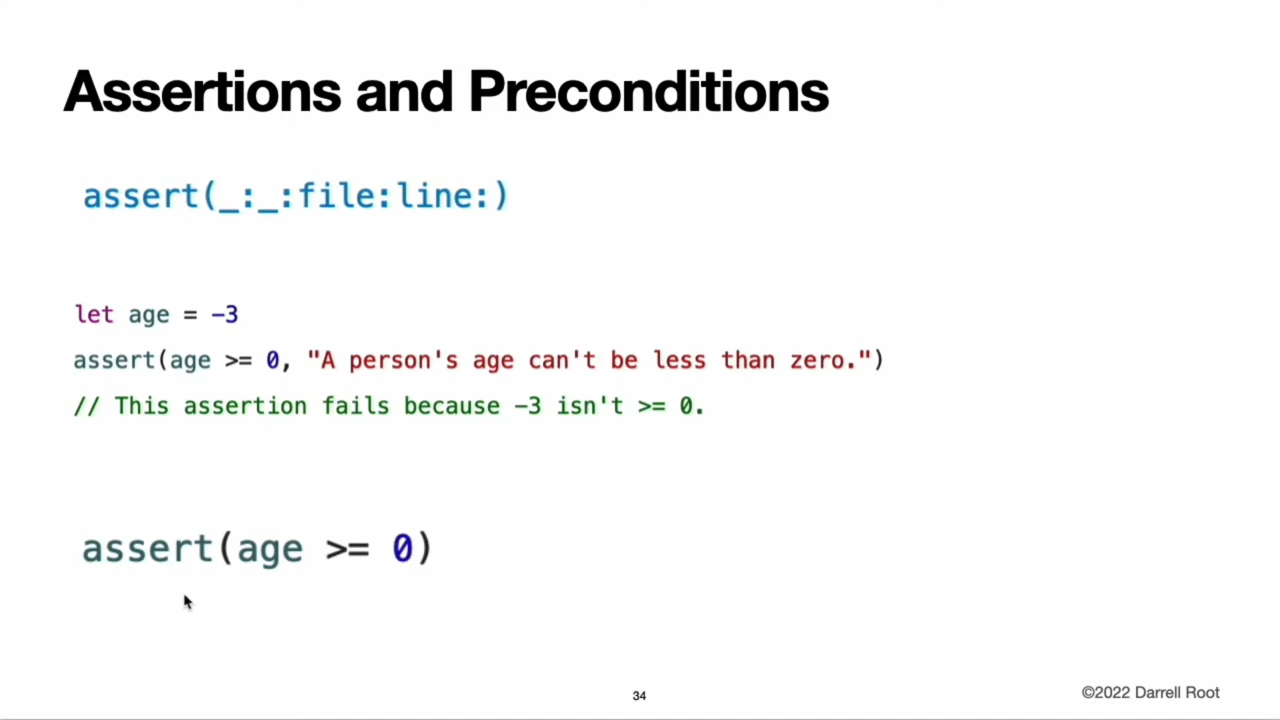 Assertions and Preconditions
assert(_:_:file:line:)
let age = -3
assert(age >= 0, "A person's age can't be less than zero.")
// This assertion fails because -3 isn't >= 0.
assert(age >= 0)
34
©2022 Darrell Root